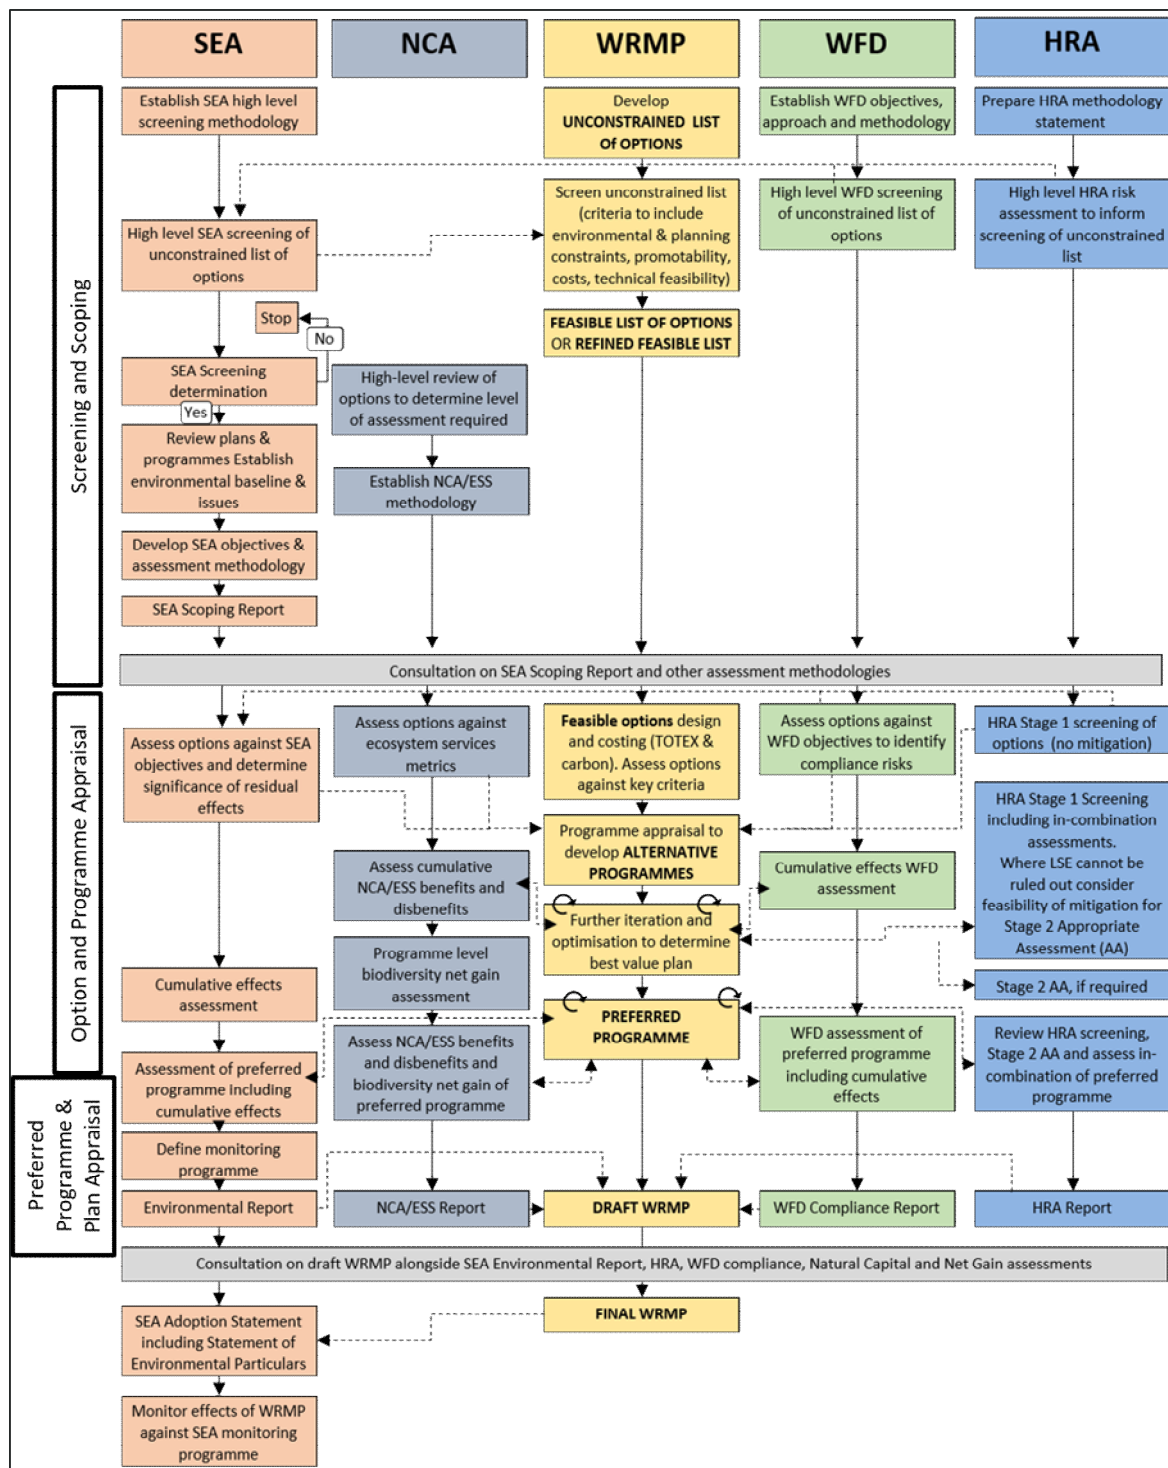 SEA
NCA
WRMP
WFD
HRA
Screening and Scoping
Establish SEA high level
screening methodology
Develop
UNCONSTRAINED LIST
Of OPTIONS
Establish WFD objectives,
approach and methodology
Prepare HRA methodology
statement
High level SEA screening of
unconstrained list of
options
Screen unconstrained list
(criteria to include
environmental & planning
constraints, promotability,
costs, technical feasibility)
High level WFD screening
of unconstrained list of
options
High level HRA risk
assessment to inform
screening of unconstrained
list
Stop
No
FEASIBLE LIST OF OPTIONS
OR REFINED FEASIBLE LIST
SEA Screening
determination
Yes
High-level review of
options to determine level
of assessment required
Review plans &
programmes Establish
environmental baseline &
issues
Establish NCA/ESS
methodology
Develop SEA objectives &
assessment methodology
SEA Scoping Report
Consultation on SEA Scoping Report and other assessment methodologies
Option and Programme Appraisal
Assess options against SEA
objectives and determine
significance of residual
effects
Assess options against
ecosystem services
metrics
Feasible options design
and costing (TOTEX &
carbon). Assess options
against key criteria
Assess options against
WFD objectives to identify
compliance risks
HRA Stage 1 screening of
options (no mitigation)
HRA Stage 1 Screening
including in-combination
assessments.
Where LSE cannot be
ruled out consider
feasibility of mitigation for
Stage 2 Appropriate
Assessment (AA)
Programme appraisal to
develop ALTERNATIVE
PROGRAMMES
Assess cumulative
NCA/ESS benefits and
disbenefits
Cumulative effects WFD
assessment
Further iteration and
optimisation to determine
best value plan
Programme level
biodiversity net gain
assessment
Cumulative effects
assessment
Stage 2 AA, if required
PREFERRED
PROGRAMME
Assess NCA/ESS benefits
and disbenefits and
biodiversity net gain of
preferred programme
WFD assessment of
preferred programme
including cumulative
effects
Review HRA screening,
Stage 2 AA and assess in-
combination of preferred
programme
Assessment of preferred
programme including
cumulative effects
Preferred
Programme &
Plan Appraisal
Define monitoring
programme
Environmental Report
NCA/ESS Report
DRAFT WRMP
WFD Compliance Report
HRA Report
Consultation on draft WRMP alongside SEA Environmental Report, HRA, WFD compliance, Natural Capital and Net Gain assessments
SEA Adoption Statement
including Statement of
Environmental Particulars
FINAL WRMP
Monitor effects of WRMP
against SEA monitoring
programme